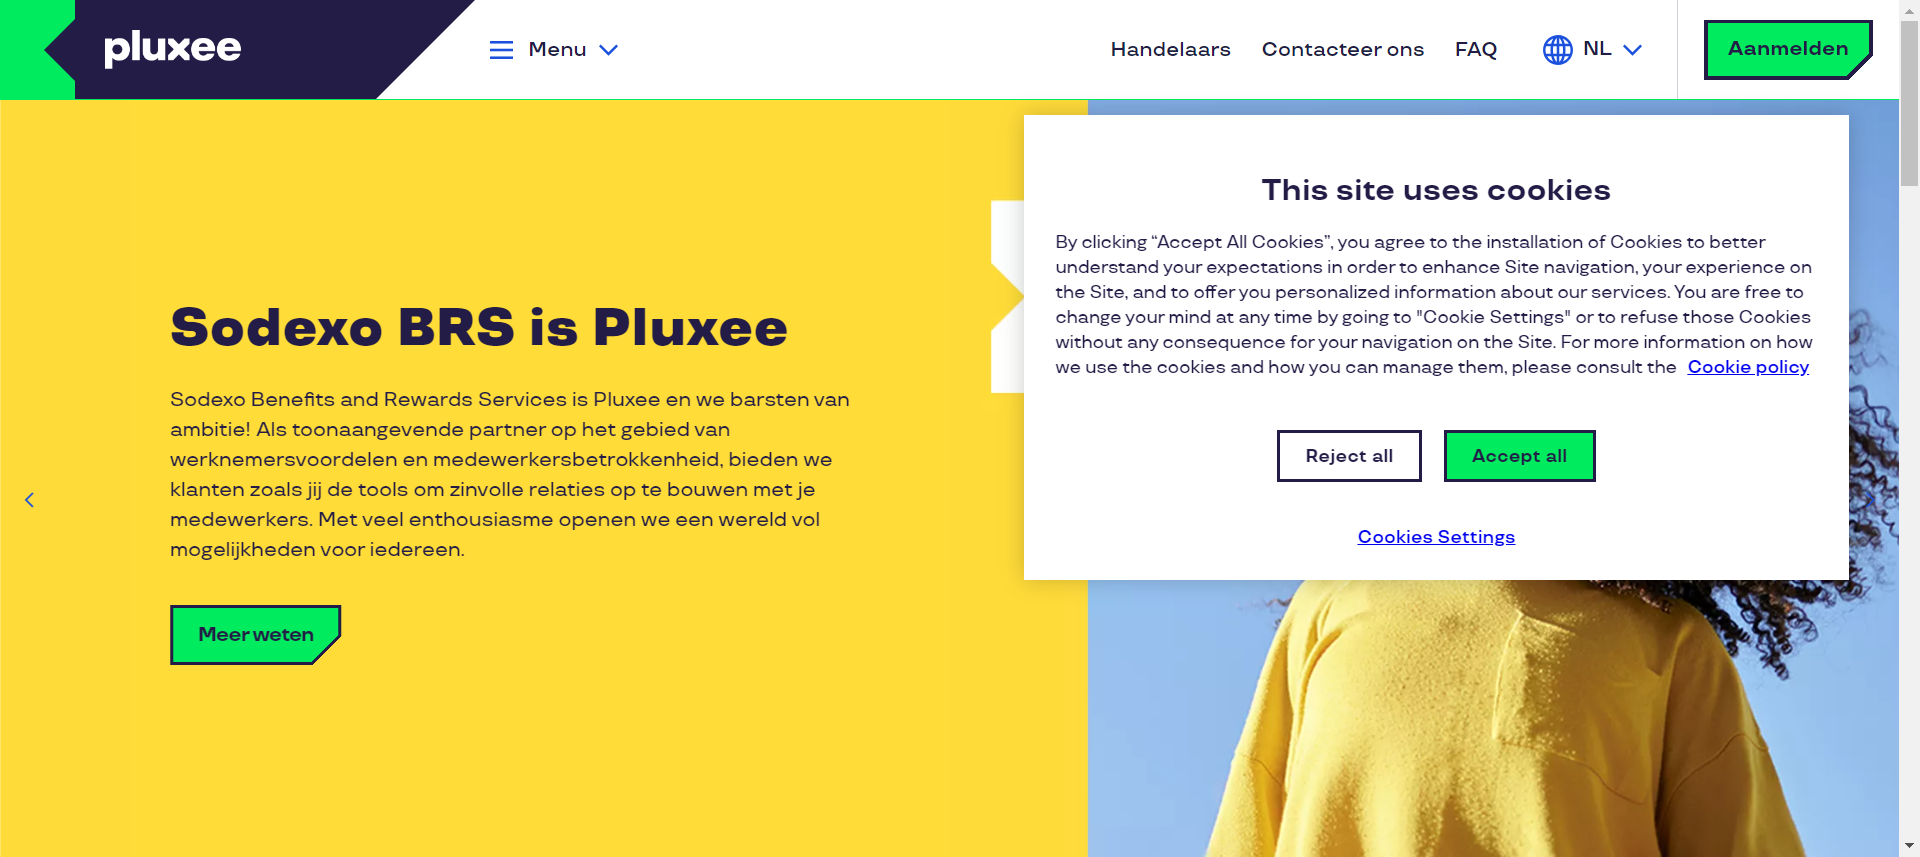 pluxee
Menu
Handelaars
Contacteer ons
FAQ
NL
Aanmelden
Sodexo BRS is Pluxee
Sodexo Benefits and Rewards Services is Pluxee en we barsten van
ambitie! Als toonaangevende partner op het gebied van
werknemersvoordelen en medewerkersbetrokkenheid, bieden we
klanten zoals jij de tools om zinvolle relaties op te bouwen met je
medewerkers. Met veel enthousiasme openen we een wereld vol
mogelijkheden voor iedereen.
Meer weten
This site uses cookies
By clicking “Accept All Cookies”, you agree to the installation of Cookies to better
understand your expectations in order to enhance Site navigation, your experience on
the Site, and to offer you personalized information about our services. You are free to
change your mind at any time by going to "Cookie Settings" or to refuse those Cookies
without any consequence for your navigation on the Site. For more information on how
we use the cookies and how you can manage them, please consult the Cookie policy
Reject all
Accept all
Cookies Settings